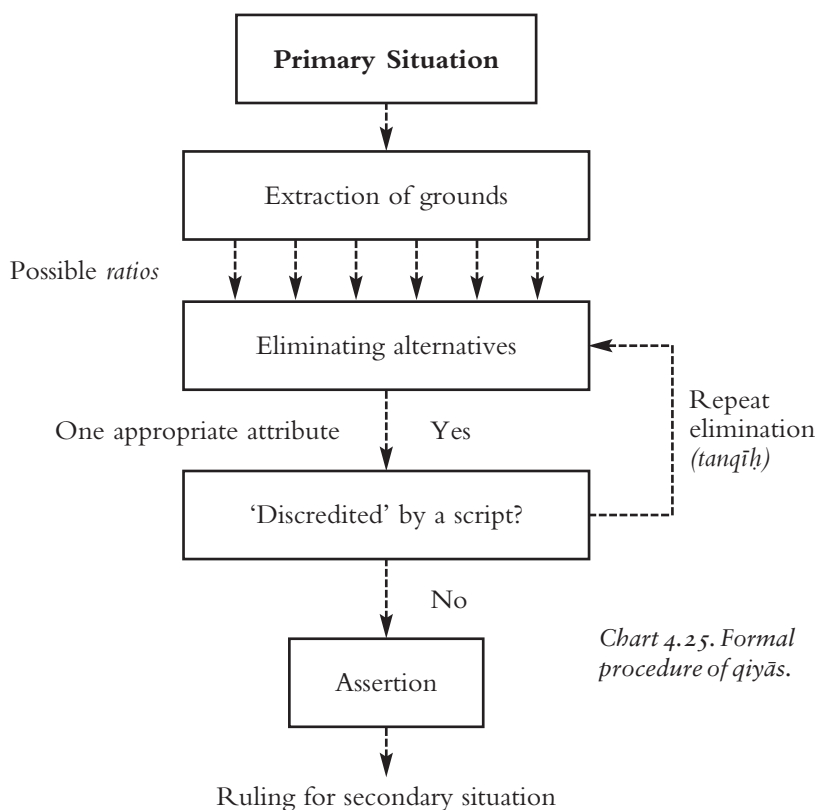 Primary Situation
Extraction of grounds
Possible ratios
Eliminating alternatives
One appropriate attribute
Yes
Repeat
elimination
(tanqīḥ)
‘Discredited’ by a script?
No
Chart 4.25. Formal
procedure of qiyās.
Assertion
Ruling for secondary situation